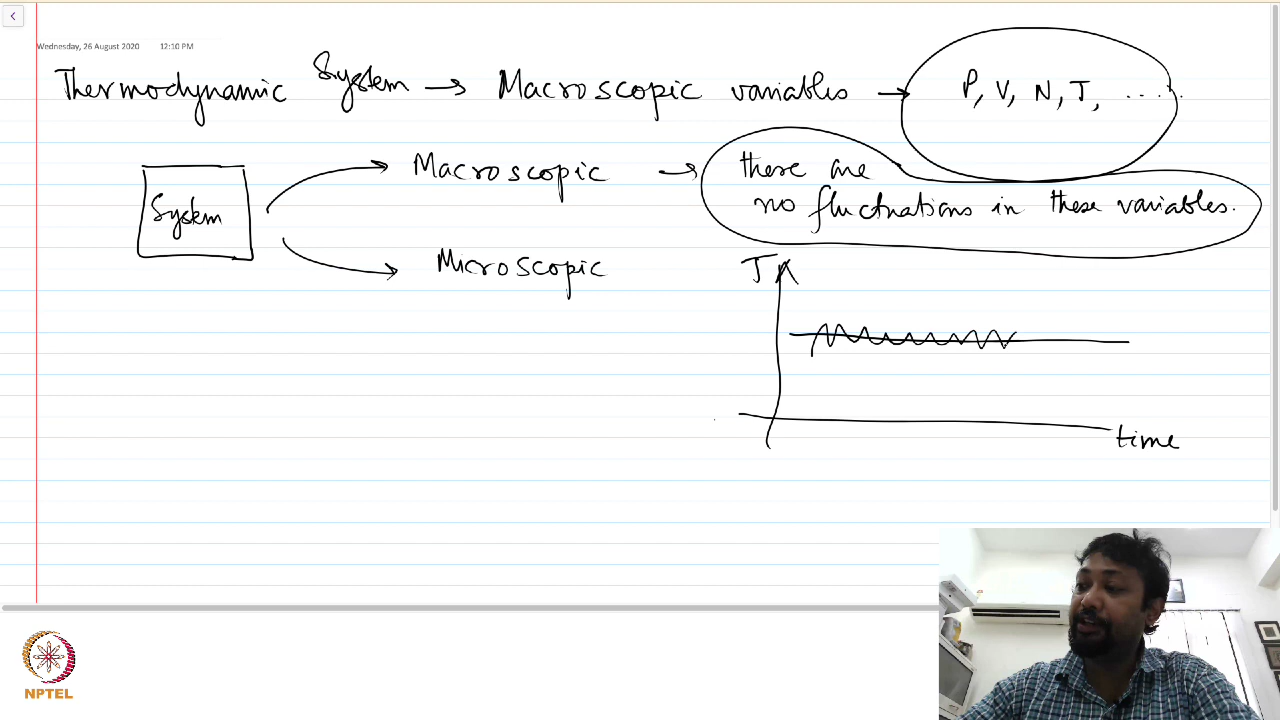 Wednesday, 26 August 2020 12:10 PM
Thermodynamic System → Macroscopic variables → P, V, N, T, .....
System
Macroscopic → there are
no fluctuations in these variables.
Microscopic
T
time
NPTEL